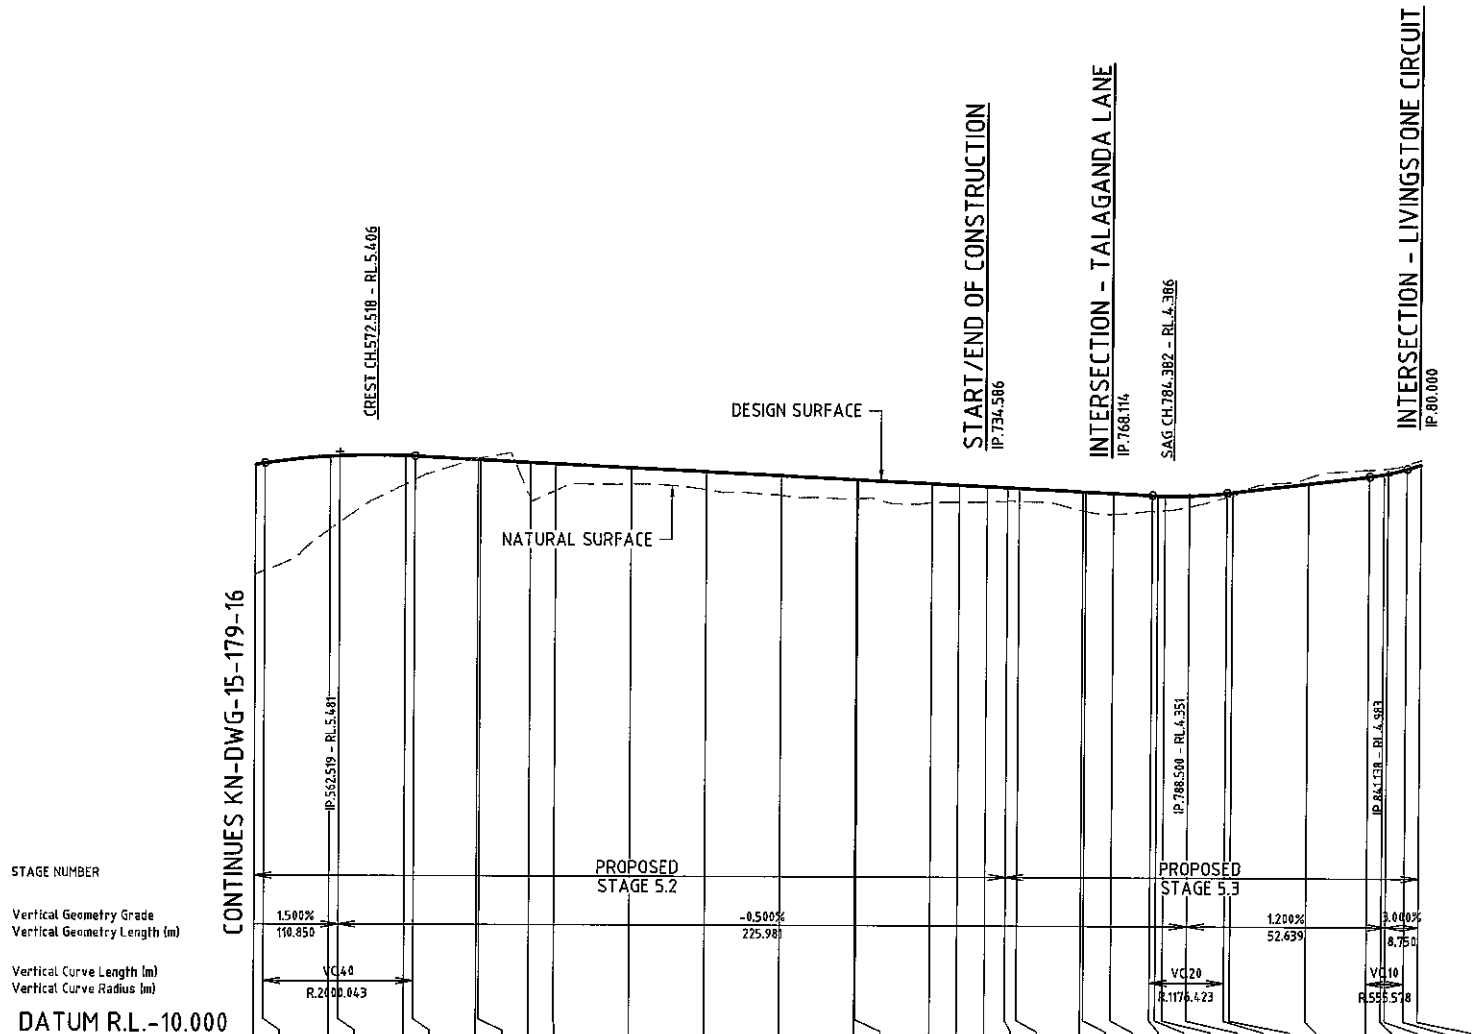 INTERSECTION - LIVINGSTONE CIRCUIT
IP.80.000
INTERSECTION - TALAGANDA LANE
IP.768.114
START/END OF CONSTRUCTION
IP.734.586
SAG CH.784.382 - RL.4.386
CREST CH.572.518 - RL.5.406
DESIGN SURFACE
NATURAL SURFACE
CONTINUES KN-DWG-15-179-16
IP.562.519 - RL.5.481
IP.788.500 - RL.4.351
IP.841.138 - RL.4.983
STAGE NUMBER
PROPOSED
STAGE 5.2
PROPOSED
STAGE 5.3
Vertical Geometry Grade
1.500%
-0.500%
1.200%
3.000%
Vertical Geometry Length (m)
110.850
225.981
52.639
8.750
Vertical Curve Length (m)
VC40
VC20
VC10
Vertical Curve Radius (m)
R.2000.043
R.1176.423
R.555.578
DATUM R.L.-10.000